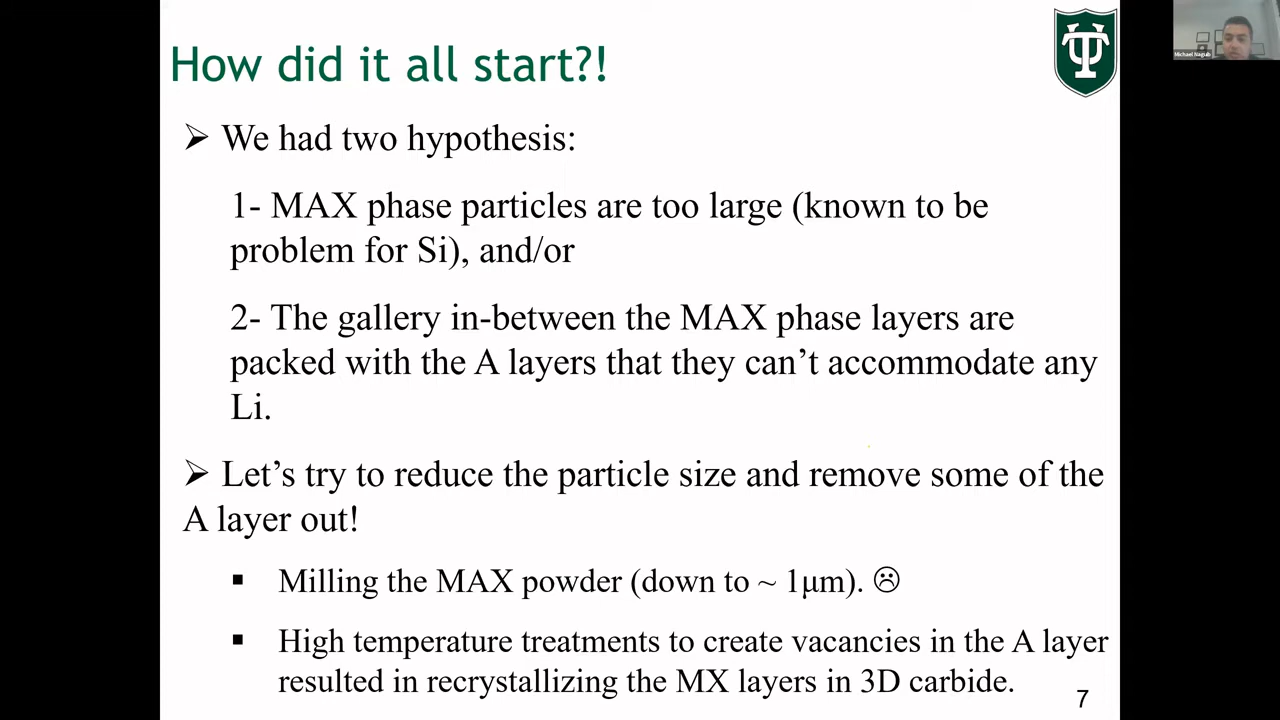 How did it all start?!
Michael Naguib
➤ We had two hypothesis:
1- MAX phase particles are too large (known to be
problem for Si), and/or
2- The gallery in-between the MAX phase layers are
packed with the A layers that they can’t accommodate any
Li.
➤ Let’s try to reduce the particle size and remove some of the
A layer out!
▪ Milling the MAX powder (down to ~ 1μm). ☹
▪ High temperature treatments to create vacancies in the A layer
resulted in recrystallizing the MX layers in 3D carbide.
7